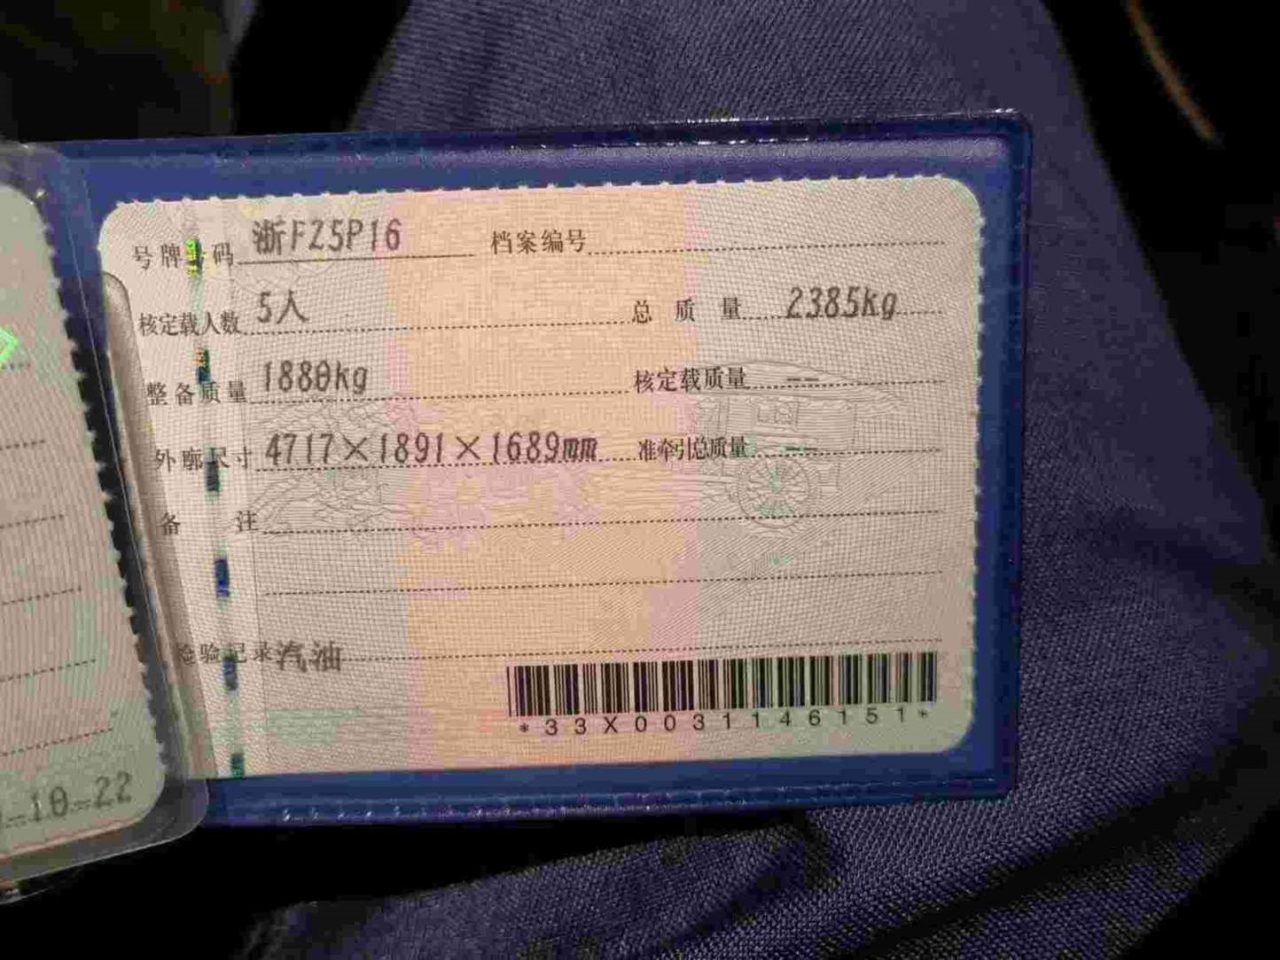 号牌号码 浙FZ5P16 档案编号
核定载人数 5人 总质量 2385kg
整备质量 1880kg 核定载质量 --
外廓尺寸 4717×1891×1689mm 准牵引总质量 --
备注
检验记录 汽油
*33X0031146151*
-10-22